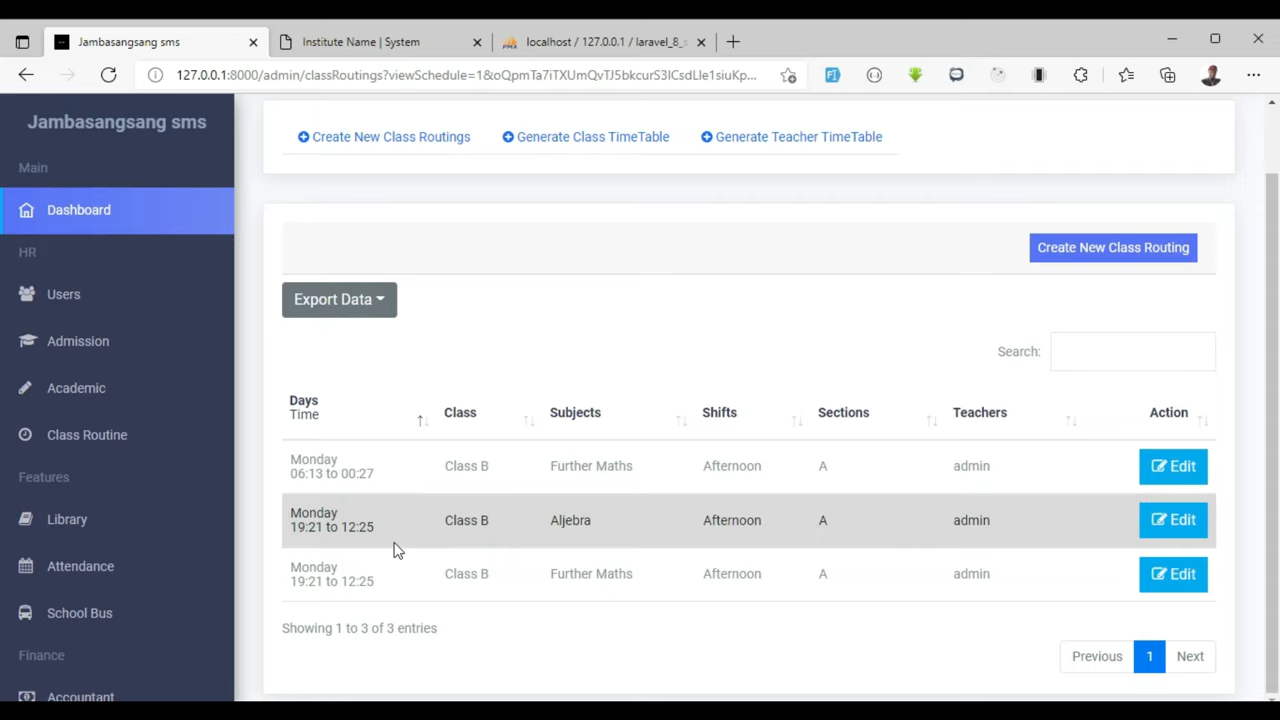 Jambasangsang sms
Institute Name | System
localhost / 127.0.0.1 / laravel_8_s
127.0.0.1:8000/admin/classRoutings?viewSchedule=1&oQpmTa7iTXUmQvTJ5bkcurS3ICsdLIe1siuKp...
Jambasangsang sms
Main
Dashboard
HR
Users
Admission
Academic
Class Routine
Features
Library
Attendance
School Bus
Finance
Accountant
Create New Class Routings Generate Class TimeTable Generate Teacher TimeTable
Create New Class Routing
Export Data
Search:
Days
Time
Class Subjects Shifts Sections Teachers Action
Monday
06:13 to 00:27
Class B Further Maths Afternoon A admin Edit
Monday
19:21 to 12:25
Class B Aljebra Afternoon A admin Edit
Monday
19:21 to 12:25
Class B Further Maths Afternoon A admin Edit
Showing 1 to 3 of 3 entries
Previous 1 Next